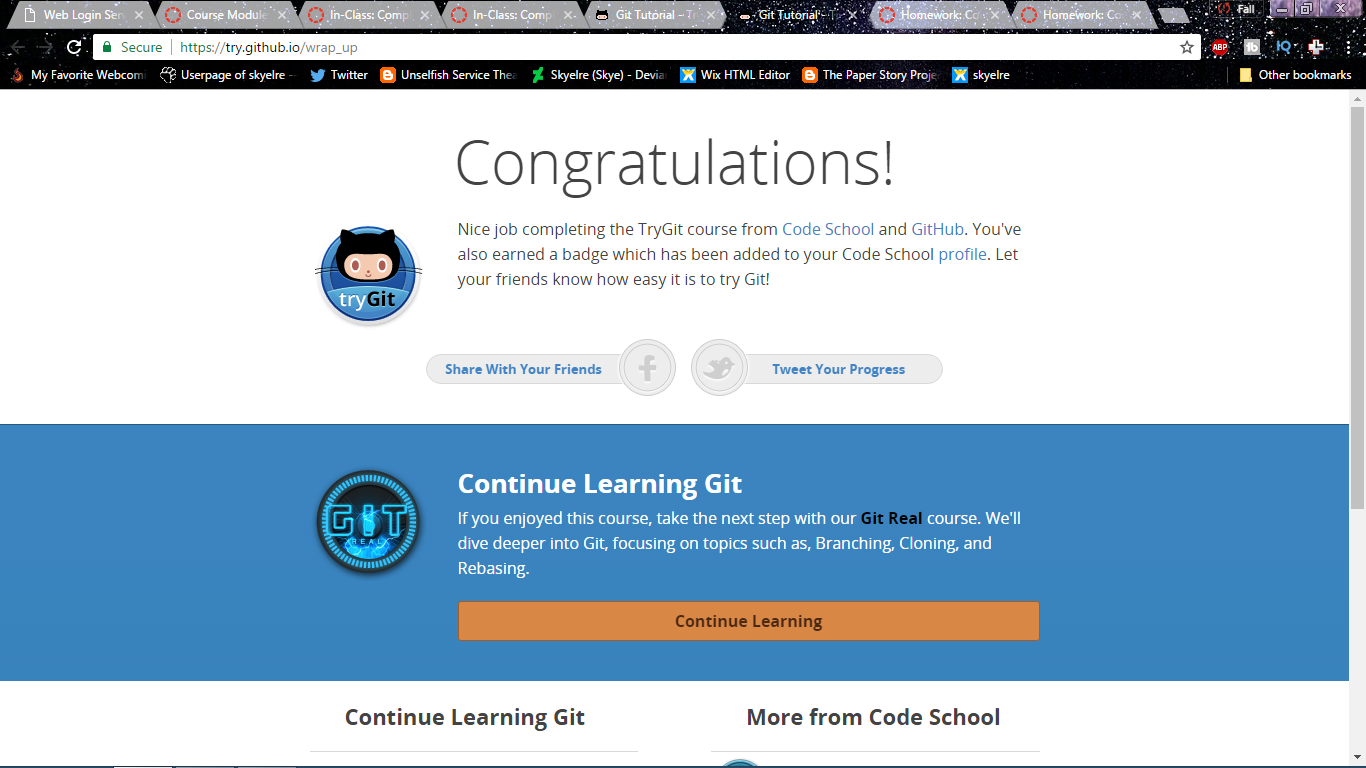 Web Login Ser
Course Module
In-Class: Comp
In-Class: Comp
Git Tutorial - Tr
Git Tutorial - Tr
Homework: Co
Homework: Co
Fall
Secure
https://try.github.io/wrap_up
ABP
IQ
My Favorite Webcomi
Userpage of skyelre --
Twitter
Unselfish Service Thea
Skyelre (Skye) - Devia
Wix HTML Editor
The Paper Story Proje
skyelre
Other bookmarks
Congratulations!
Nice job completing the TryGit course from Code School and GitHub. You've
also earned a badge which has been added to your Code School profile. Let
your friends know how easy it is to try Git!
tryGit
Share With Your Friends
Tweet Your Progress
Continue Learning Git
If you enjoyed this course, take the next step with our Git Real course. We'll
dive deeper into Git, focusing on topics such as, Branching, Cloning, and
Rebasing.
GIT
REAL
Continue Learning
Continue Learning Git
More from Code School